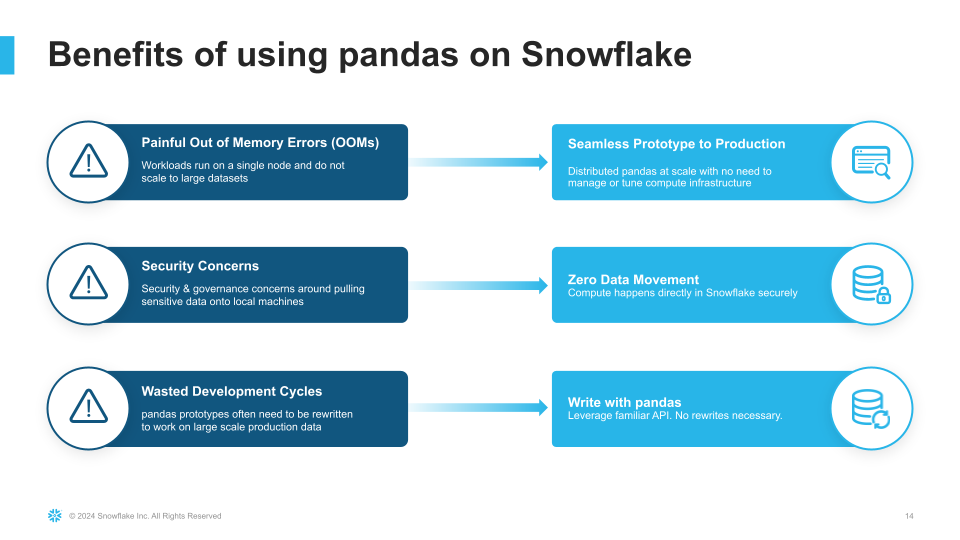 Benefits of using pandas on Snowflake
Painful Out of Memory Errors (OOMs)
Workloads run on a single node and do not
scale to large datasets
Seamless Prototype to Production
Distributed pandas at scale with no need to
manage or tune compute infrastructure
Security Concerns
Security & governance concerns around pulling
sensitive data onto local machines
Zero Data Movement
Compute happens directly in Snowflake securely
Wasted Development Cycles
pandas prototypes often need to be rewritten
to work on large scale production data
Write with pandas
Leverage familiar API. No rewrites necessary.
© 2024 Snowflake Inc. All Rights Reserved
14